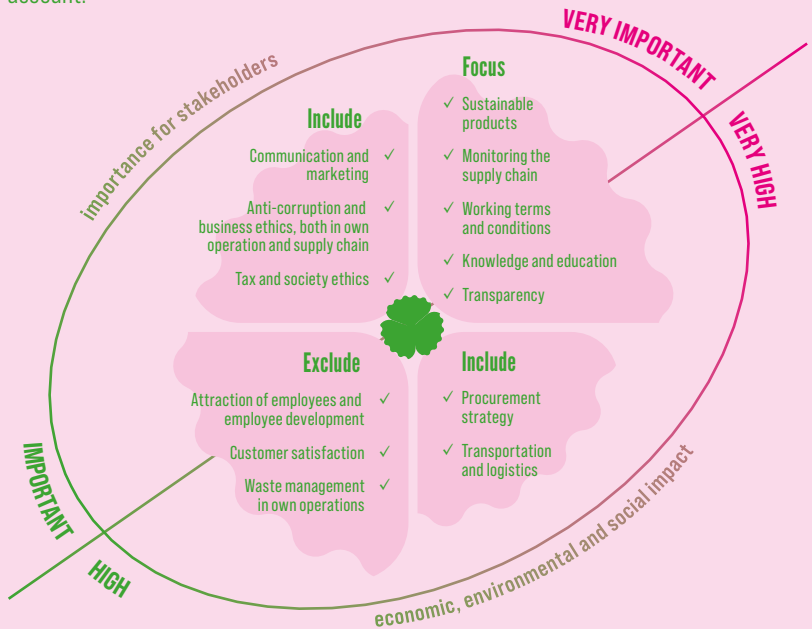 account.
VERY IMPORTANT
VERY HIGH
importance for stakeholders
Focus
✓ Sustainable
products
✓ Monitoring the
supply chain
✓ Working terms
and conditions
✓ Knowledge and education
✓ Transparency
Include
Communication and ✓
marketing
Anti-corruption and ✓
business ethics, both in own
operation and supply chain
Tax and society ethics ✓
Exclude
Attraction of employees and ✓
employee development
Customer satisfaction ✓
Waste management ✓
in own operations
Include
✓ Procurement
strategy
✓ Transportation
and logistics
IMPORTANT
HIGH
economic, environmental and social impact